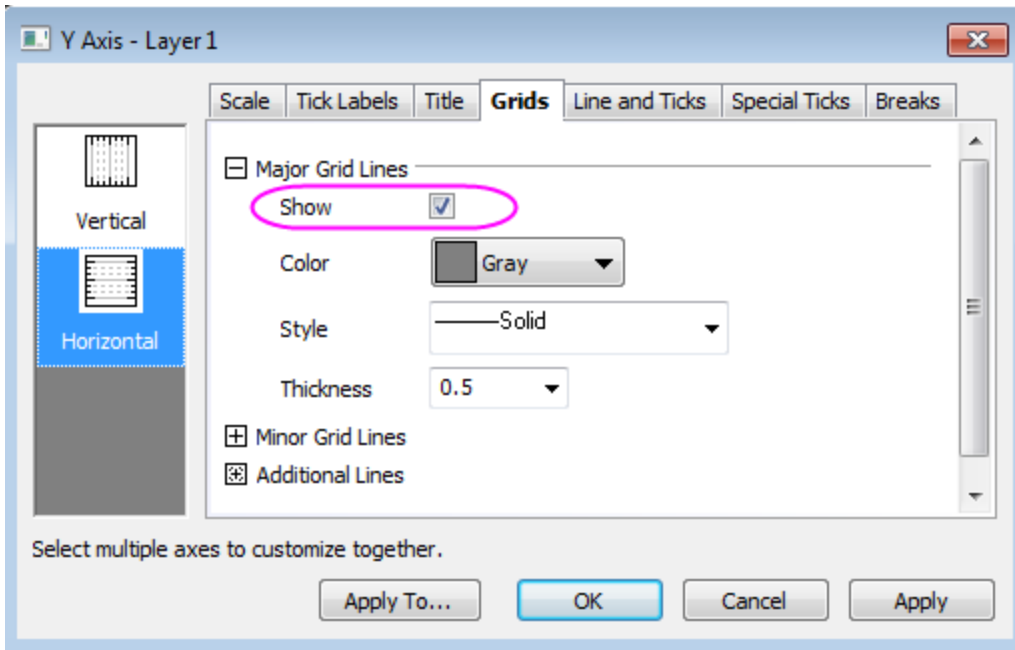 Y Axis - Layer 1
Scale Tick Labels Title Grids Line and Ticks Special Ticks Breaks
Vertical
Horizontal
Major Grid Lines
Show
Color Gray
Style Solid
Thickness 0.5
Minor Grid Lines
Additional Lines
Select multiple axes to customize together.
Apply To... OK Cancel Apply